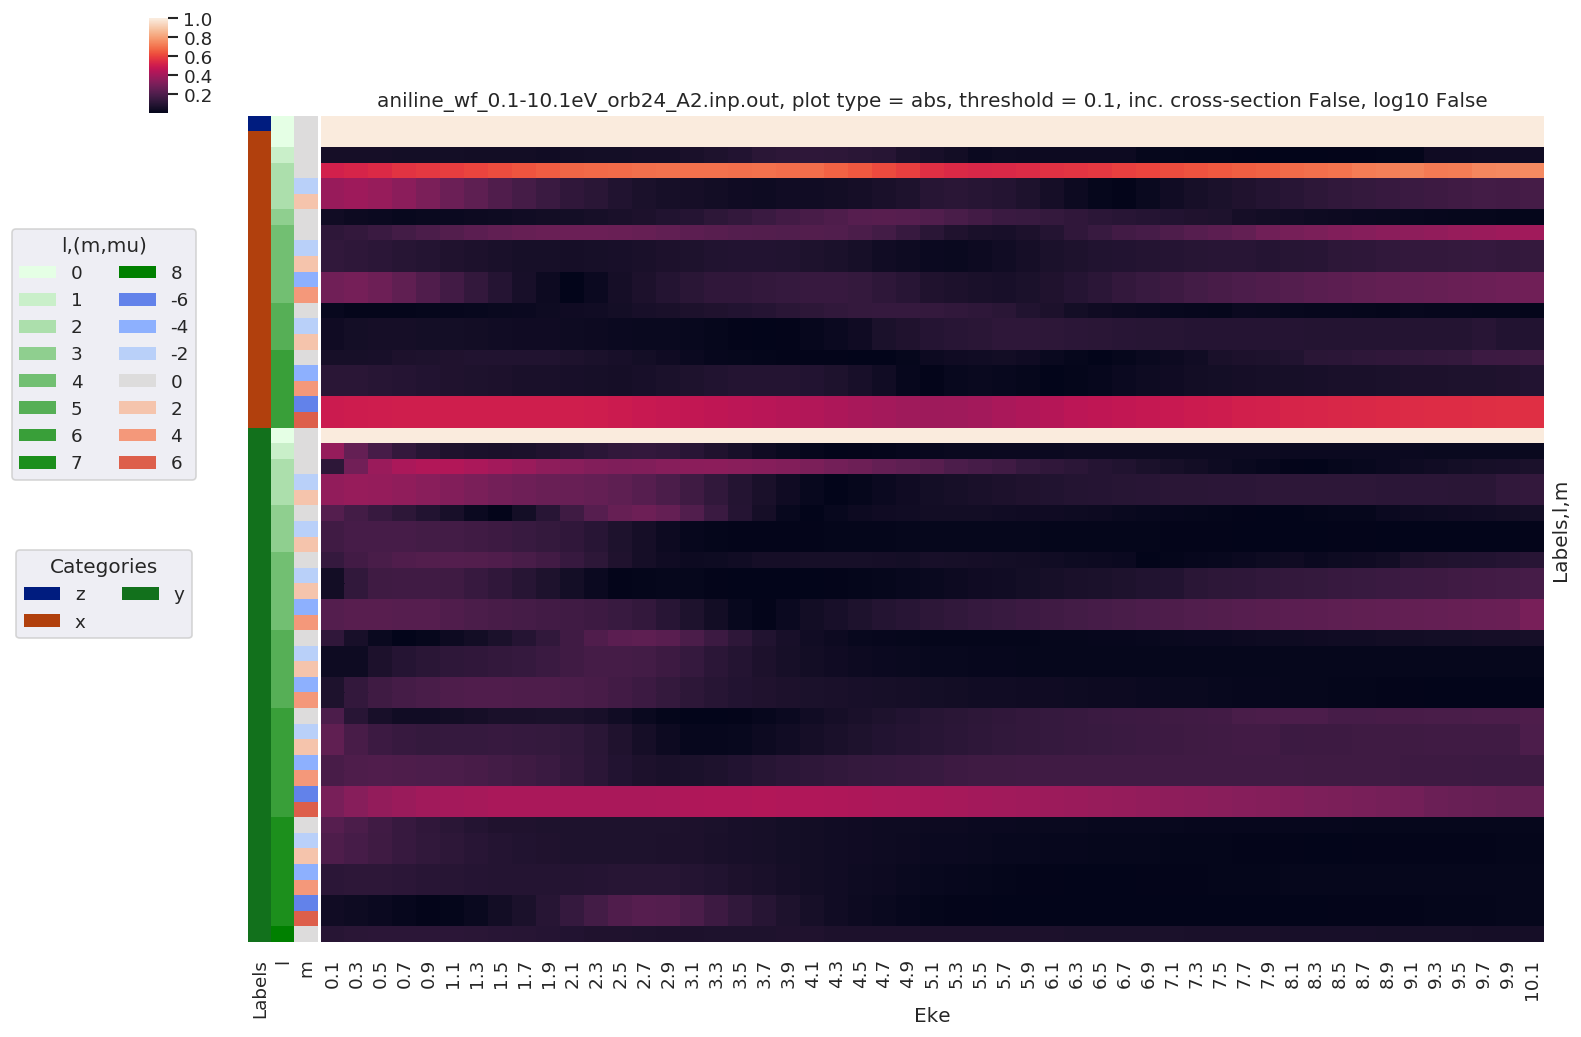 1.0
0.8
0.6
0.4
0.2
aniline_wf_0.1-10.1eV_orb24_A2.inp.out, plot type = abs, threshold = 0.1, inc. cross-section False, log10 False
l,(m,mu)
0 8
1 -6
2 -4
3 -2
4 0
5 2
6 4
7 6
Categories
z y
x
Labels,l,m
Labels l m 0.1 0.3 0.5 0.7 0.9 1.1 1.3 1.5 1.7 1.9 2.1 2.3 2.5 2.7 2.9 3.1 3.3 3.5 3.7 3.9 4.1 4.3 4.5 4.7 4.9 5.1 5.3 5.5 5.7 5.9 6.1 6.3 6.5 6.7 6.9 7.1 7.3 7.5 7.7 7.9 8.1 8.3 8.5 8.7 8.9 9.1 9.3 9.5 9.7 9.9 10.1
Eke